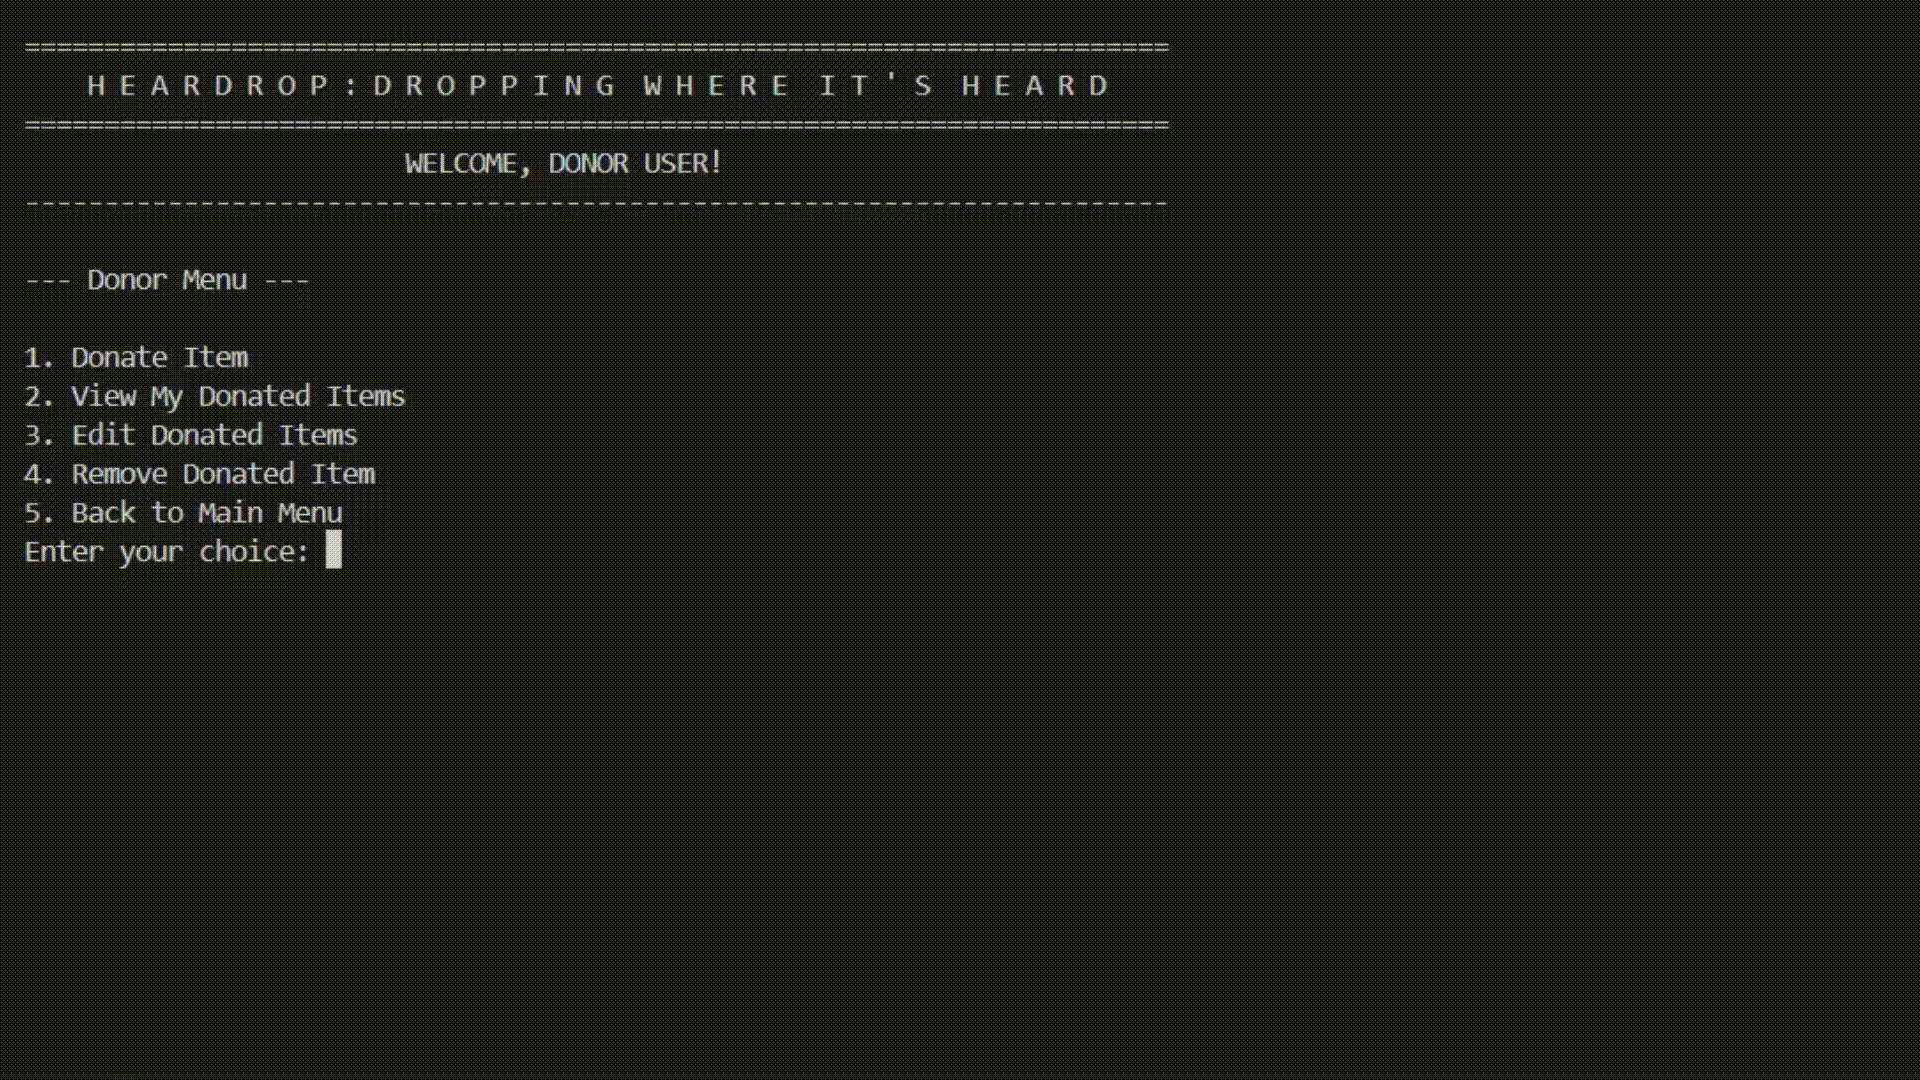 ========================================================================
H E A R D R O P : D R O P P I N G  W H E R E  I T ' S  H E A R D
========================================================================
WELCOME, DONOR USER!
------------------------------------------------------------------------
--- Donor Menu ---
1. Donate Item
2. View My Donated Items
3. Edit Donated Items
4. Remove Donated Item
5. Back to Main Menu
Enter your choice: